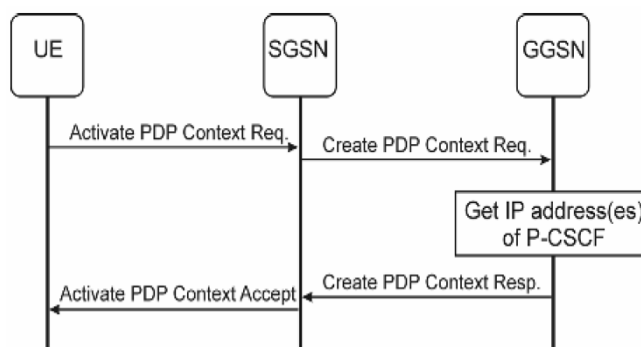 UE
SGSN
GGSN
Activate PDP Context Req.
Create PDP Context Req.
Get IP address(es)
of P-CSCF
Create PDP Context Resp.
Activate PDP Context Accept